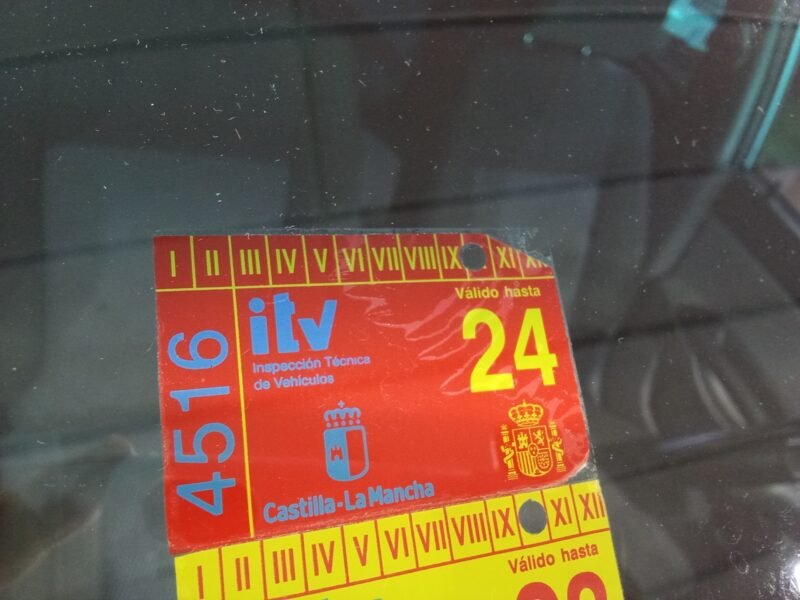 I II III IV V VI VII VIII IX XI XII
Válido hasta
itv
24
Inspección Técnica
de Vehículos
4516
Castilla-La Mancha
I II III IV V VI VII VIII IX XI XII
Válido hasta